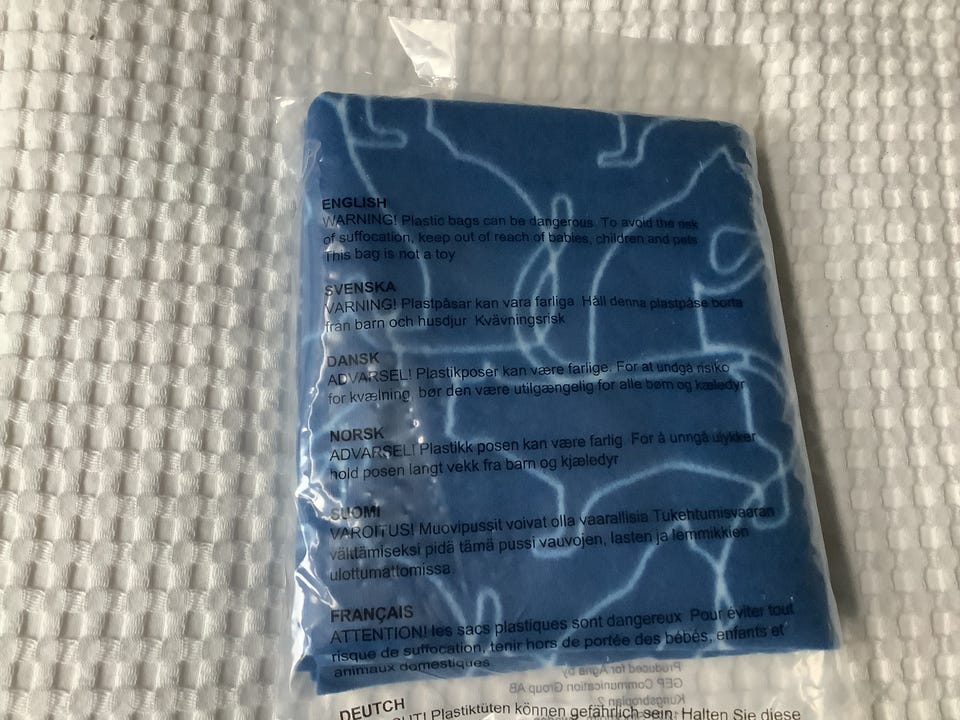 ENGLISH
WARNING! Plastic bags can be dangerous. To avoid the risk
of suffocation, keep out of reach of babies, children and pets
This bag is not a toy
SVENSKA
VARNING! Plastpåsar kan vara farliga. Håll denna plastpåse borta
från barn och husdjur Kvävningsrisk
DANSK
ADVARSEL! Plastikposer kan være farlige. For at undgå risiko
for kvælning, bør den være utilgængelig for alle børn og kæledyr
NORSK
ADVARSEL! Plastikk posen kan være farlig For å unngå ulykker
hold posen langt vekk fra barn og kjæledyr
SUOMI
VAROITUS! Muovipussit voivat olla vaarallisia Tukehtumisvaaran
välttämiseksi pidä tämä pussi vauvojen, lasten ja lemmikkien
ulottumattomissa.
FRANÇAIS
ATTENTION! les sacs plastiques sont dangereux Pour éviter tout
risque de suffocation, tenir hors de portée des bébés, enfants et
animaux domestiques
Produced for Agria by
GEP Communication Group AB
DEUTCH
Plastiktüten können gefährlich sein. Halten Sie diese